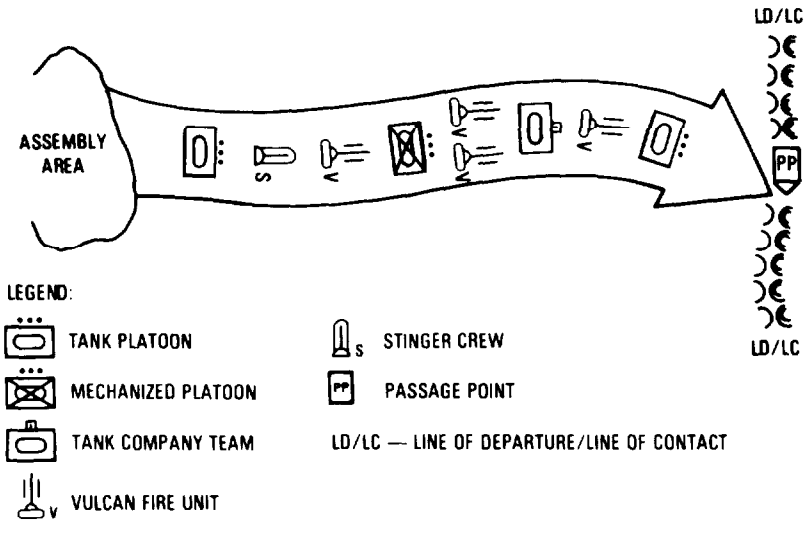 LD/LC
ASSEMBLY
AREA
S
V
V
V
V
PP
LD/LC
LEGEND:
TANK PLATOON
S STINGER CREW
MECHANIZED PLATOON
PP PASSAGE POINT
TANK COMPANY TEAM
LD/LC — LINE OF DEPARTURE/LINE OF CONTACT
V VULCAN FIRE UNIT